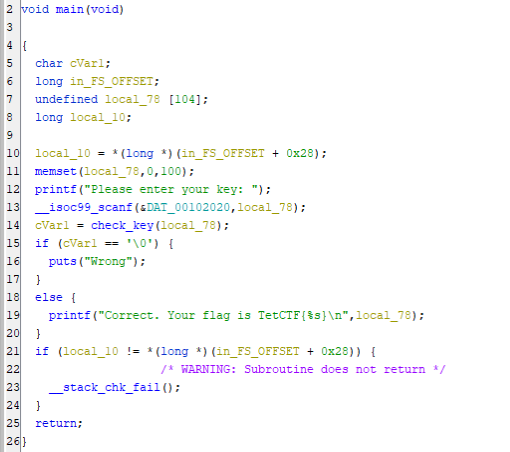 2 void main(void)
3
4 {
5 char cVar1;
6 long in_FS_OFFSET;
7 undefined local_78 [104];
8 long local_10;
9
10 local_10 = *(long *)(in_FS_OFFSET + 0x28);
11 memset(local_78,0,100);
12 printf("Please enter your key: ");
13 __isoc99_scanf(&DAT_00102020,local_78);
14 cVar1 = check_key(local_78);
15 if (cVar1 == '\0') {
16 puts("Wrong");
17 }
18 else {
19 printf("Correct. Your flag is TetCTF{%s}\n",local_78);
20 }
21 if (local_10 != *(long *)(in_FS_OFFSET + 0x28)) {
22 /* WARNING: Subroutine does not return */
23 __stack_chk_fail();
24 }
25 return;
26 }